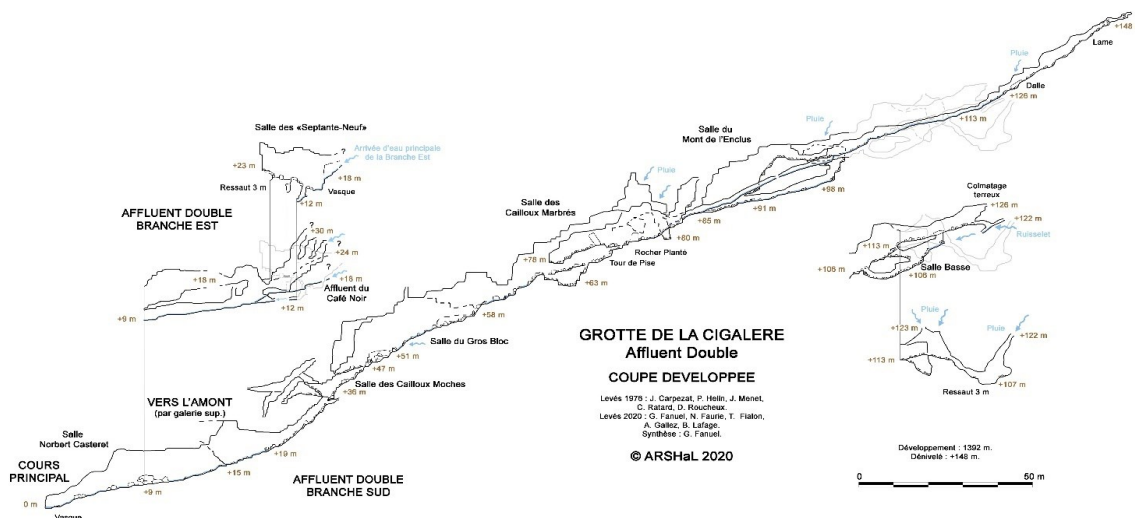 +148 m
Lame
Pluie
Dalle
+126 m
+113 m
Pluie
Salle du
Mont de l'Enclus
+98 m
+91 m
Pluie
+65 m
+80 m
Salle des
Cailloux Marbrés
Rocher Planté
Tour de Pise
+78 m
+63 m
+58 m
Salle du Gros Bloc
+51 m
+47 m
Salle des Cailloux Moches
+36 m
VERS L'AMONT
(par galerie sup.)
+19 m
+15 m
Salle
Norbert Casteret
+9 m
COURS
PRINCIPAL
0 m
Vasque
AFFLUENT DOUBLE
BRANCHE SUD
Salle des «Septante-Neuf»
?
Arrivée d'eau principale
de la Branche Est
+23 m
+18 m
Ressaut 3 m
Vasque
+12 m
AFFLUENT DOUBLE
BRANCHE EST
?
+30 m
?
+24 m
?
+18 m
+18 m
Affluent du
Café Noir
+12 m
+9 m
Colmatage
terreux
+126 m
+122 m
Ruisselet
+113 m
+108 m
Salle Basse
+108 m
Pluie
+123 m
Pluie
+122 m
+113 m
+107 m
Ressaut 3 m
GROTTE DE LA CIGALERE
Affluent Double
COUPE DEVELOPPEE
Levés 1976 : J. Carpezat, P. Helin, J. Menet,
C. Ratard, D. Roucheux.
Levés 2020 : G. Fanuel, N. Faurie, T. Fialon,
A. Gallez, B. Lafage.
Synthèse : G. Fanuel.
© ARSHaL 2020
Développement : 1392 m.
Dénivelé : +148 m.
0
50 m